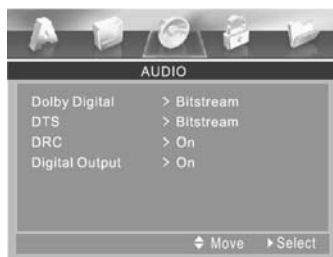 AUDIO
Dolby Digital > Bitstream
DTS > Bitstream
DRC > On
Digital Output > On
Move Select